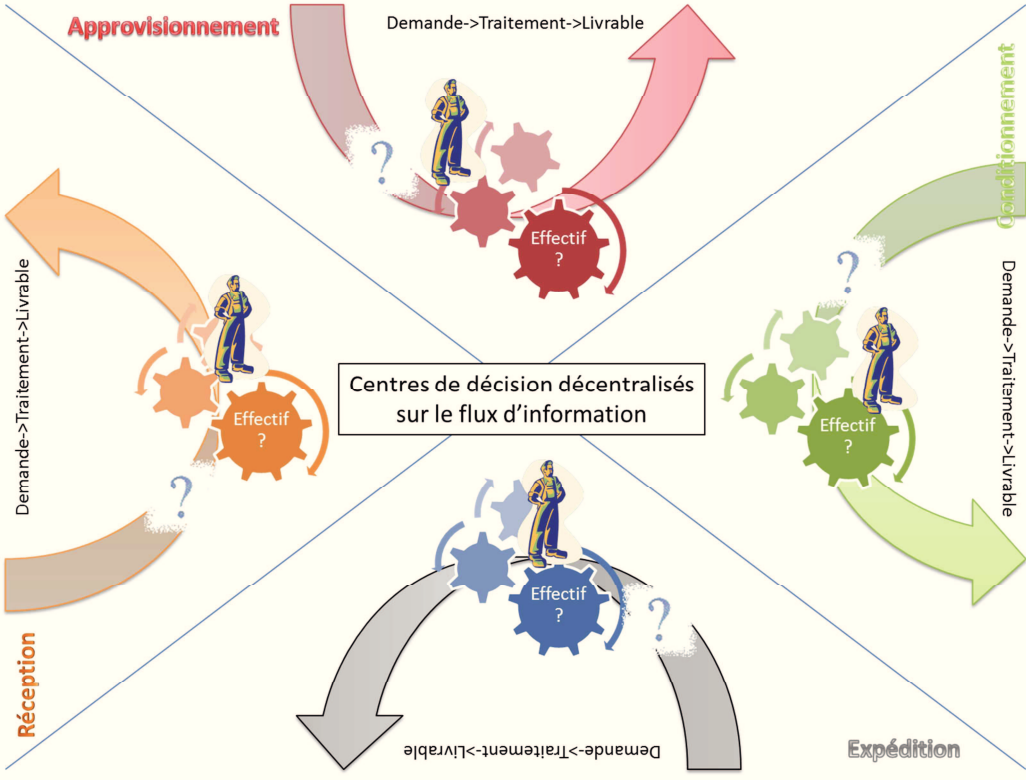 Approvisionnement
Demande->Traitement->Livrable
?
Effectif
?
Conditionnement
Demande->Traitement->Livrable
?
Effectif
?
Demande->Traitement->Livrable
Effectif
?
?
Réception
Centres de décision décentralisés
sur le flux d’information
Effectif
?
?
Demande->Traitement->Livrable
Expédition